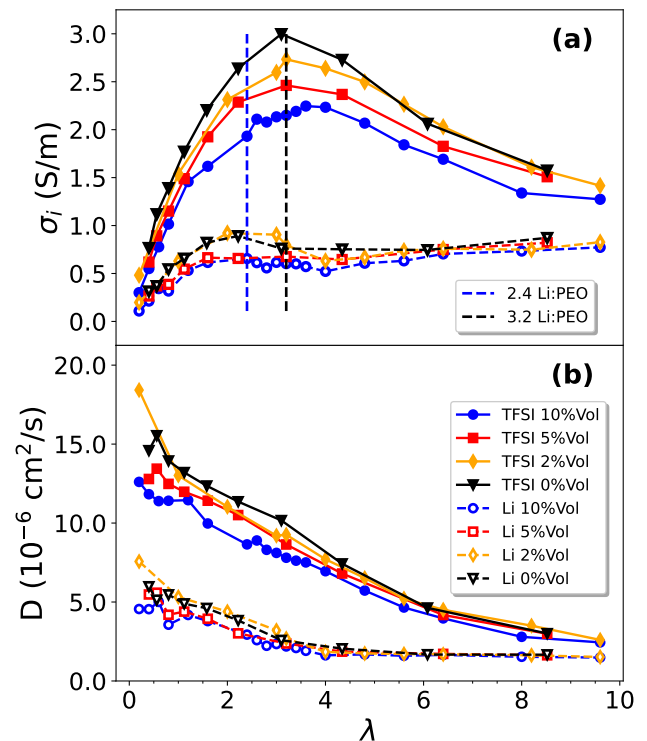 (a)
3.0
2.5
2.0
1.5
1.0
0.5
0.0
σi (S/m)
2.4 Li:PEO
3.2 Li:PEO
(b)
20.0
15.0
10.0
5.0
0.0
D (10⁻⁶ cm²/s)
TFSI 10%Vol
TFSI 5%Vol
TFSI 2%Vol
TFSI 0%Vol
Li 10%Vol
Li 5%Vol
Li 2%Vol
Li 0%Vol
0 2 4 6 8 10
λ